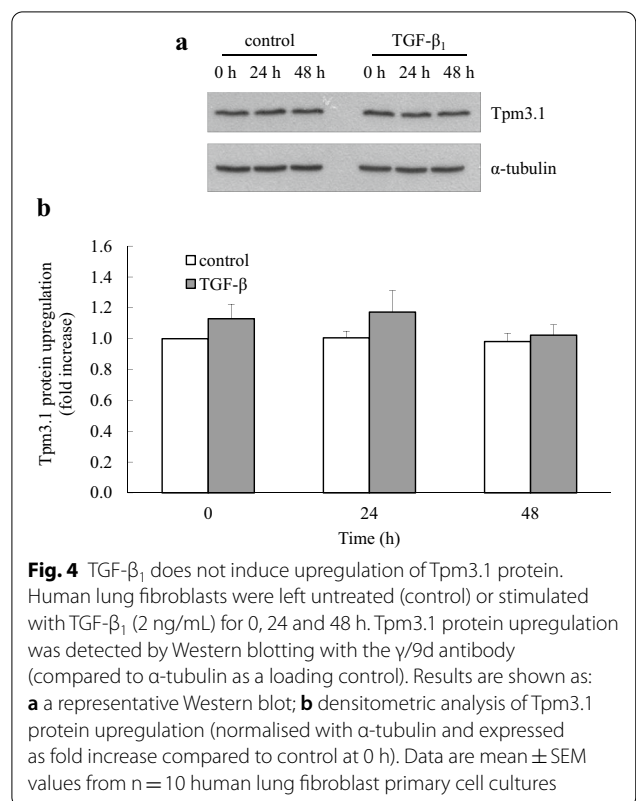 a
control TGF-β₁
0 h 24 h 48 h 0 h 24 h 48 h
Tpm3.1
α-tubulin
b
Tpm3.1 protein upregulation
(fold increase)
1.6
1.4
1.2
1.0
0.8
0.6
0.4
0.2
0.0
control
TGF-β
0 24 48
Time (h)
Fig. 4 TGF-β₁ does not induce upregulation of Tpm3.1 protein.
Human lung fibroblasts were left untreated (control) or stimulated
with TGF-β₁ (2 ng/mL) for 0, 24 and 48 h. Tpm3.1 protein upregulation
was detected by Western blotting with the γ/9d antibody
(compared to α-tubulin as a loading control). Results are shown as:
a a representative Western blot; b densitometric analysis of Tpm3.1
protein upregulation (normalised with α-tubulin and expressed
as fold increase compared to control at 0 h). Data are mean ± SEM
values from n = 10 human lung fibroblast primary cell cultures